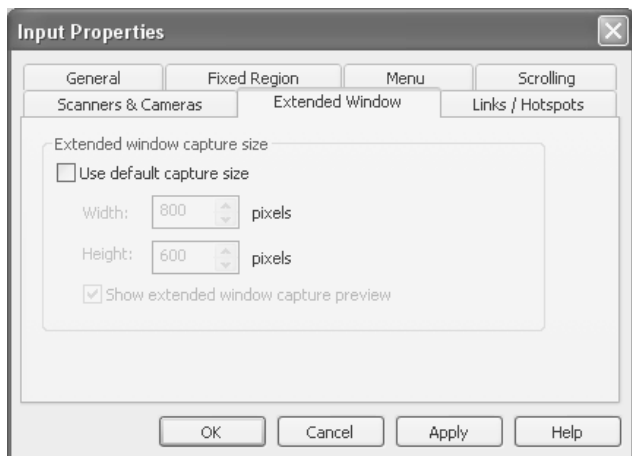 Input Properties
General Fixed Region Menu Scrolling
Scanners & Cameras Extended Window Links / Hotspots
Extended window capture size
Use default capture size
Width: 800 pixels
Height: 600 pixels
Show extended window capture preview
OK Cancel Apply Help